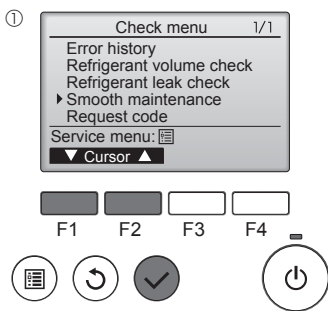 ①
Check menu 1/1
Error history
Refrigerant volume check
Refrigerant leak check
Smooth maintenance
Request code
Service menu:
▼ Cursor ▲
F1 F2 F3 F4